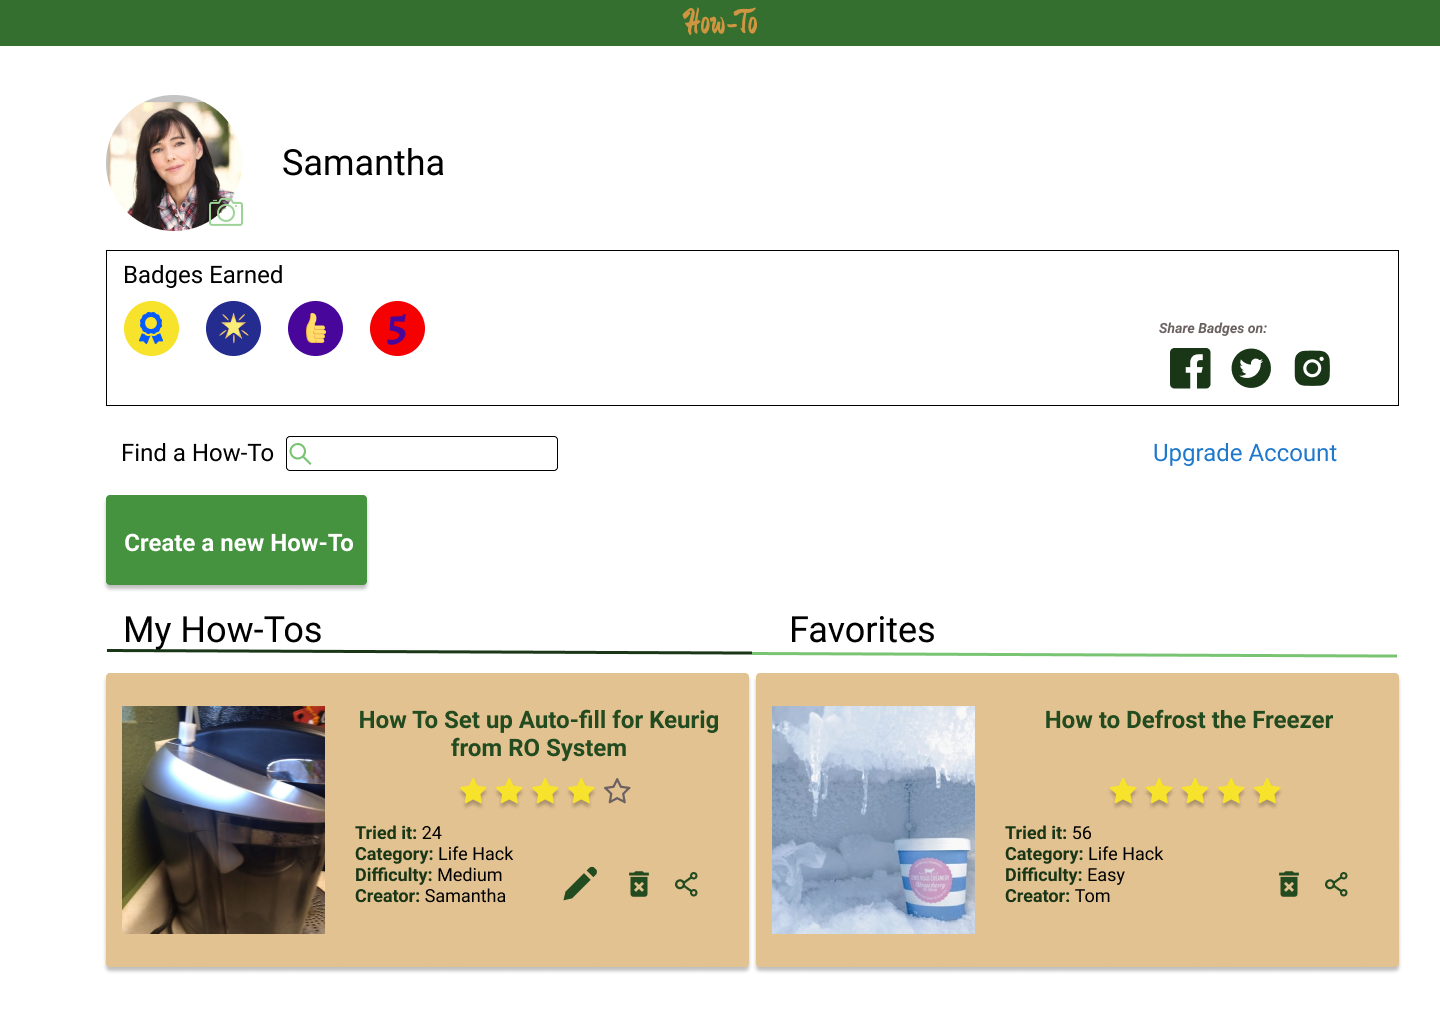 How-To
Samantha
Badges Earned
5
Share Badges on:
Find a How-To
Upgrade Account
Create a new How-To
My How-Tos
Favorites
How To Set up Auto-fill for Keurig
from RO System
Tried it: 24
Category: Life Hack
Difficulty: Medium
Creator: Samantha
How to Defrost the Freezer
Tried it: 56
Category: Life Hack
Difficulty: Easy
Creator: Tom